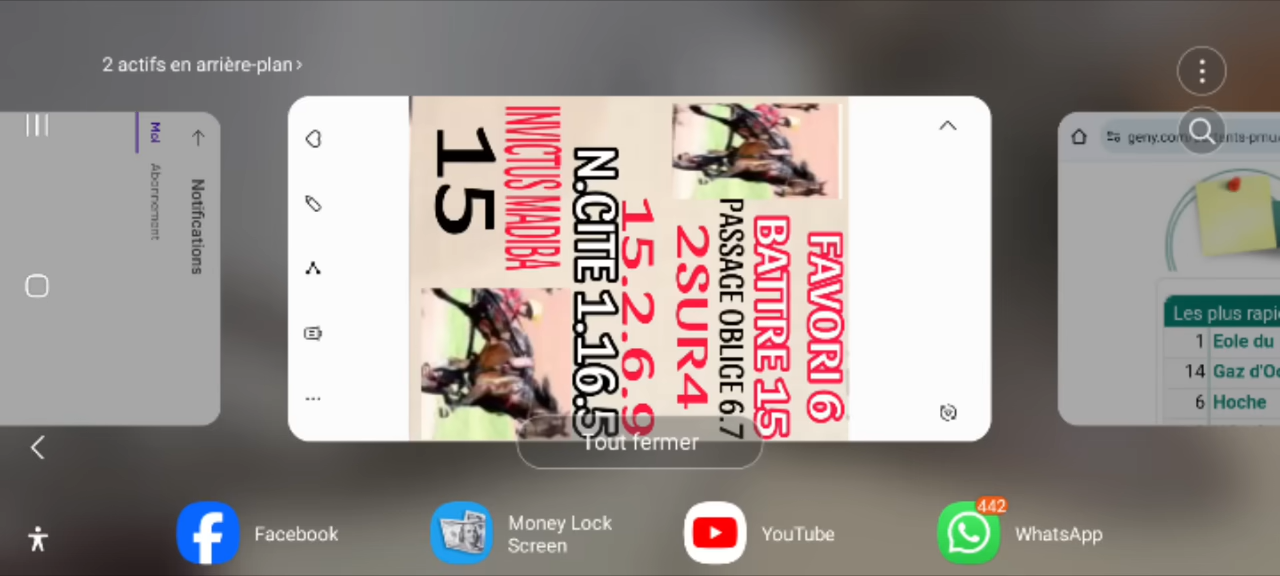 2 actifs en arrière-plan >
Notifications
Moi
Abonnement
FAVORI 6
BATTRE 15
PASSAGE OBLIGE 6.7
2SUR4
15.2.6.9
N.CITE 1.16.5
INVICTUS MADIBA
15
Les plus rapi
1 Eole du
14 Gaz d'Oc
6 Hoche
Tout fermer
Facebook
Money Lock
Screen
YouTube
442
WhatsApp